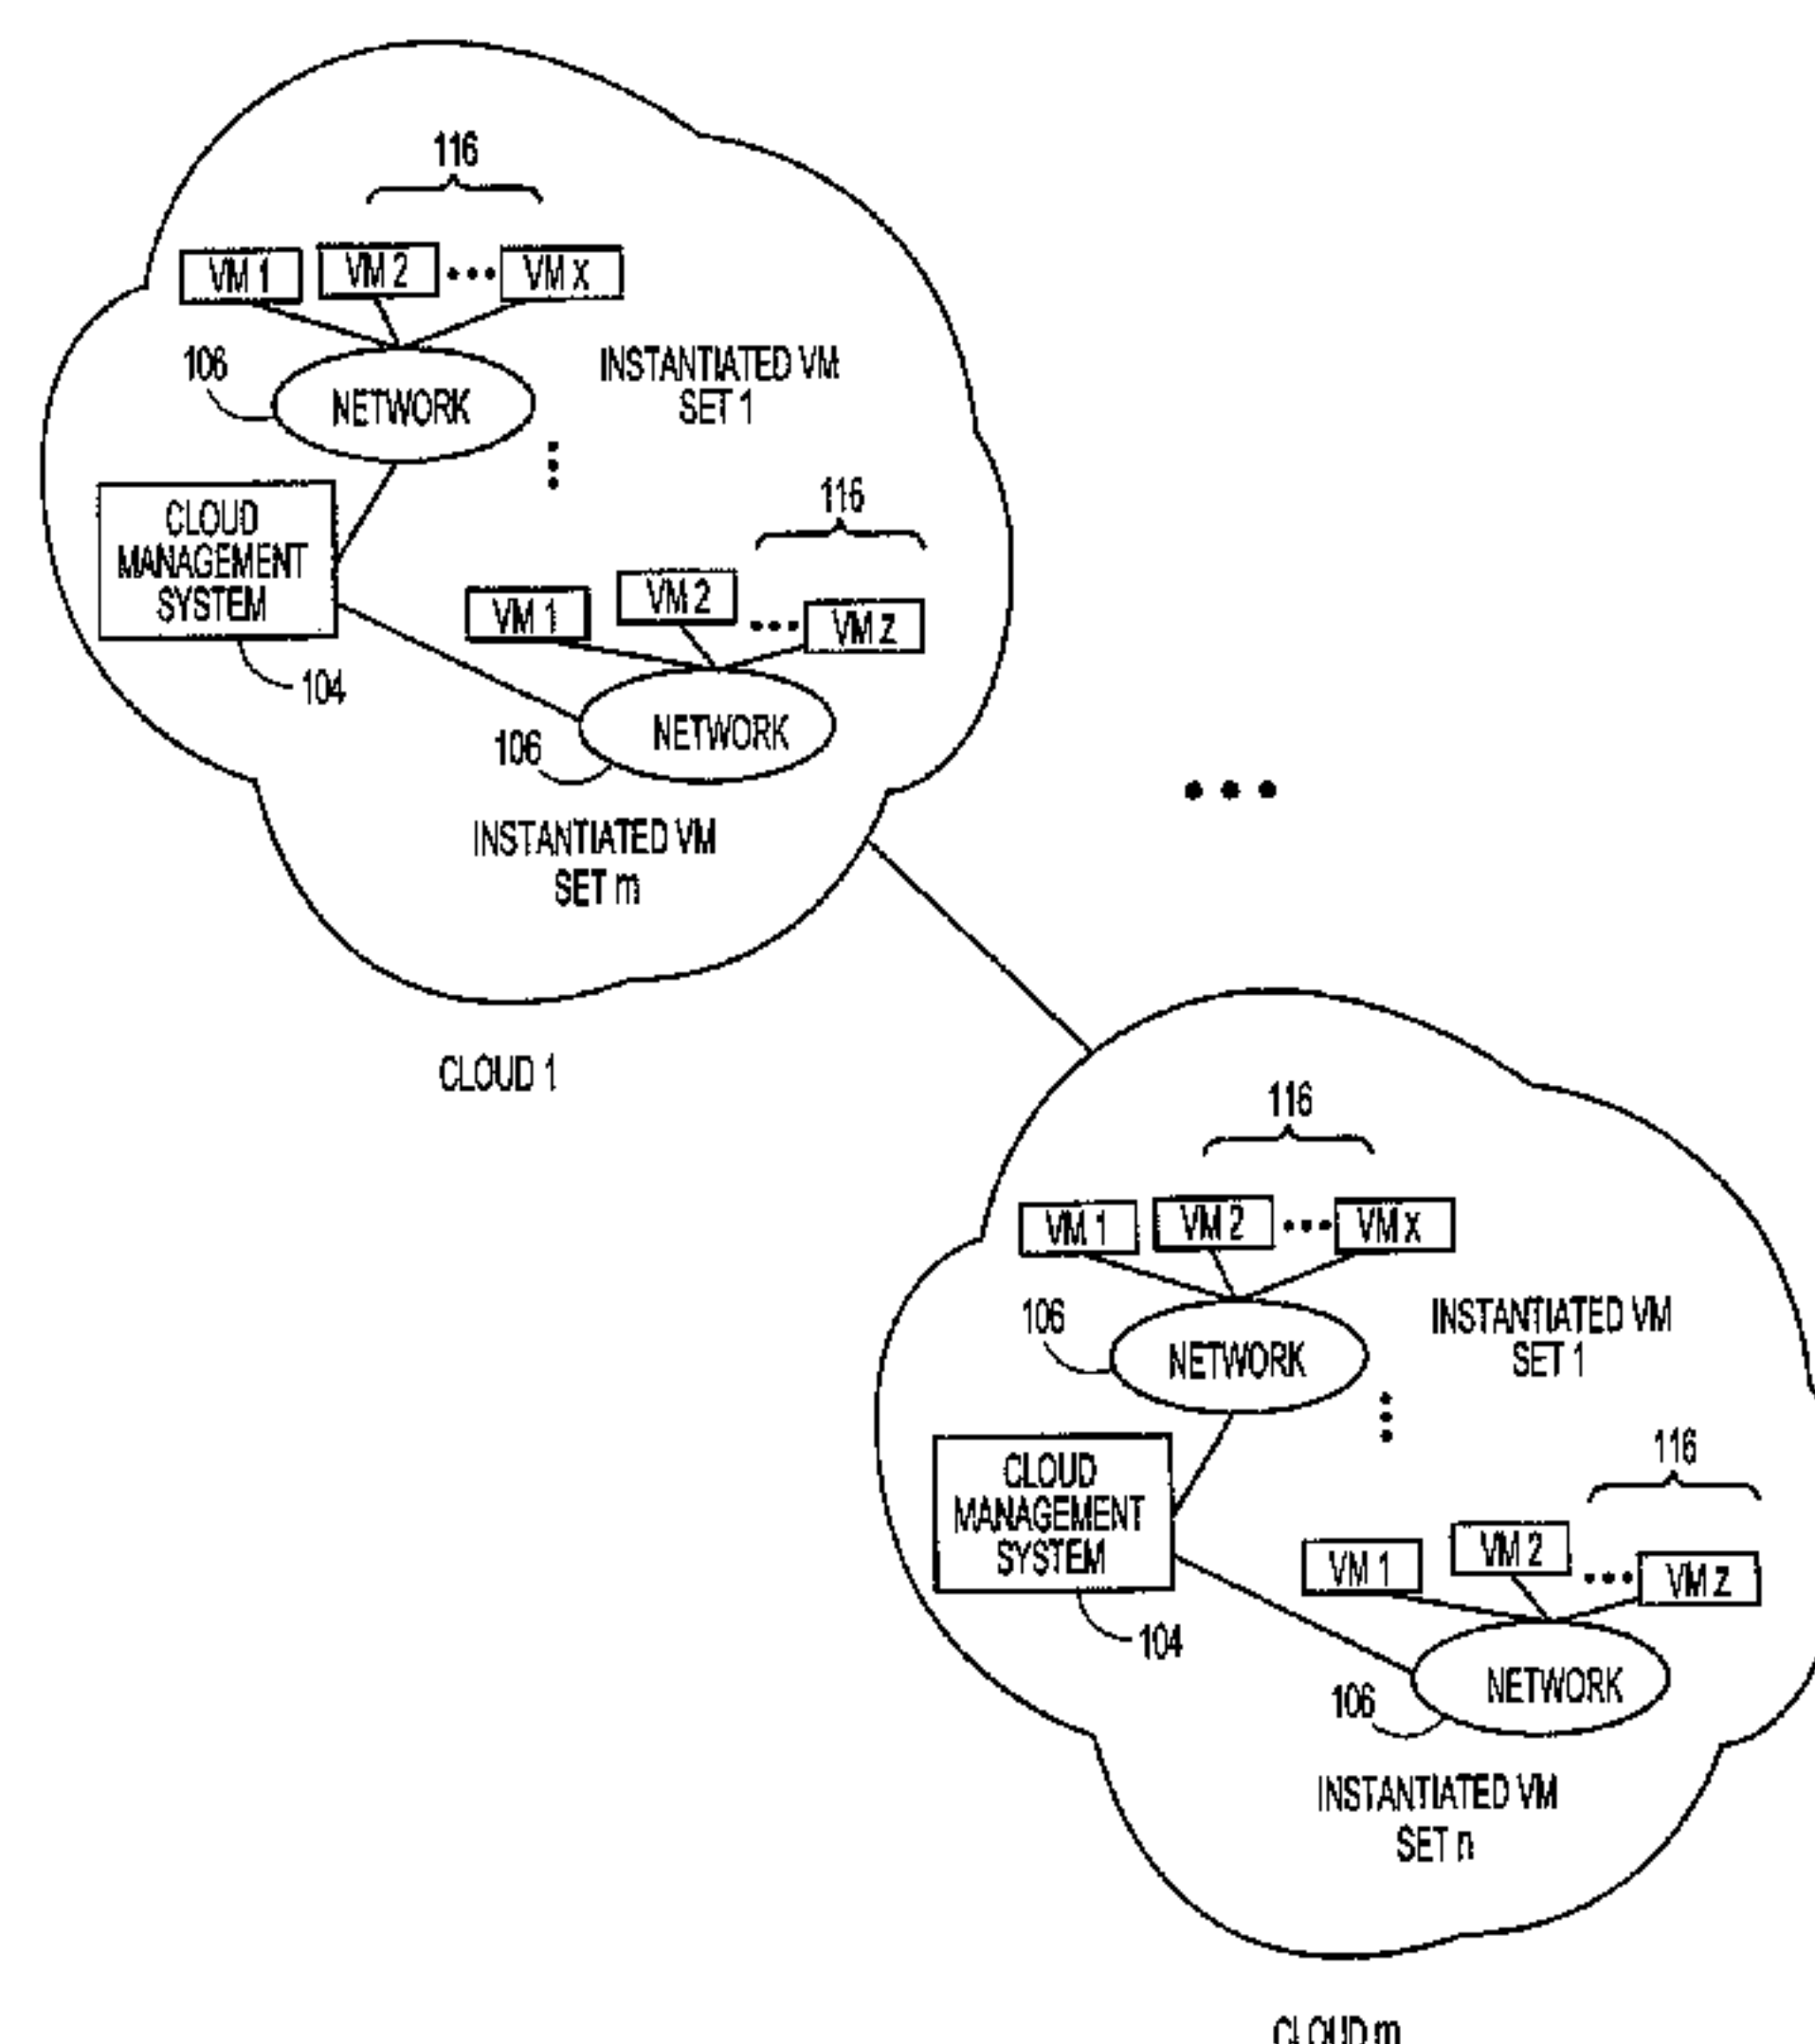 116
VM 1
VM 2
VM X
106
NETWORK
INSTANTIATED VM
SET 1
CLOUD
MANAGEMENT
SYSTEM
104
116
VM 1
VM 2
VM Z
NETWORK
106
INSTANTIATED VM
SET m
CLOUD 1
116
VM 1
VM 2
VM X
106
NETWORK
INSTANTIATED VM
SET 1
CLOUD
MANAGEMENT
SYSTEM
104
116
VM 1
VM 2
VM Z
NETWORK
106
INSTANTIATED VM
SET n
CLOUD m